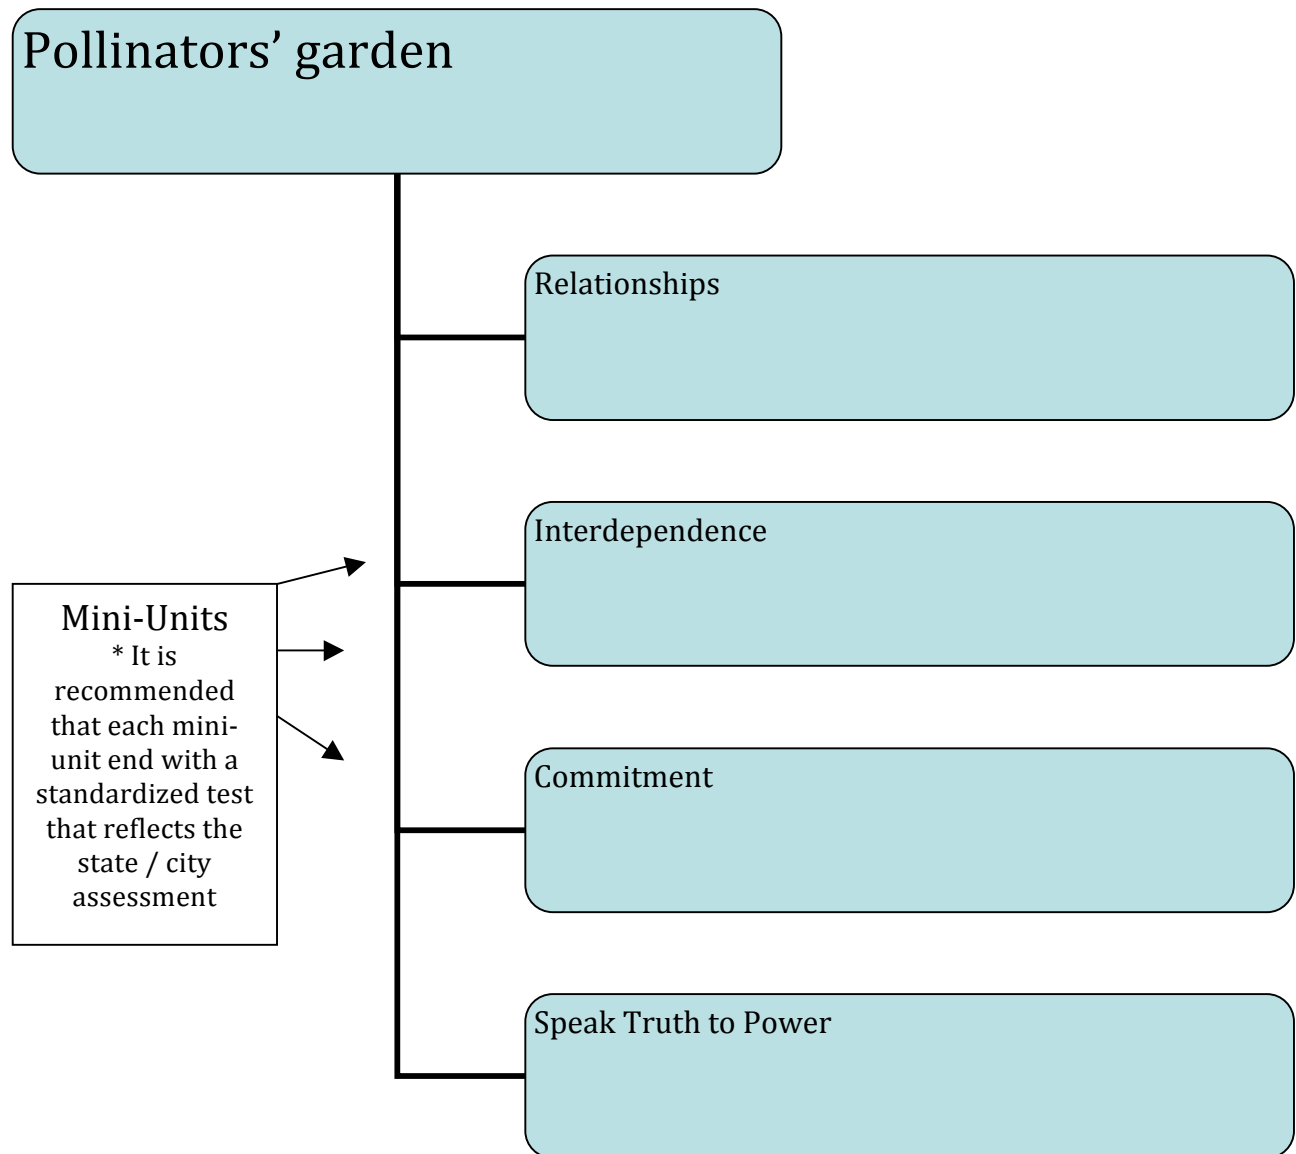 Pollinators’ garden
Relationships
Interdependence
Mini-Units
* It is
recommended
that each mini-
unit end with a
standardized test
that reflects the
state / city
assessment
Commitment
Speak Truth to Power